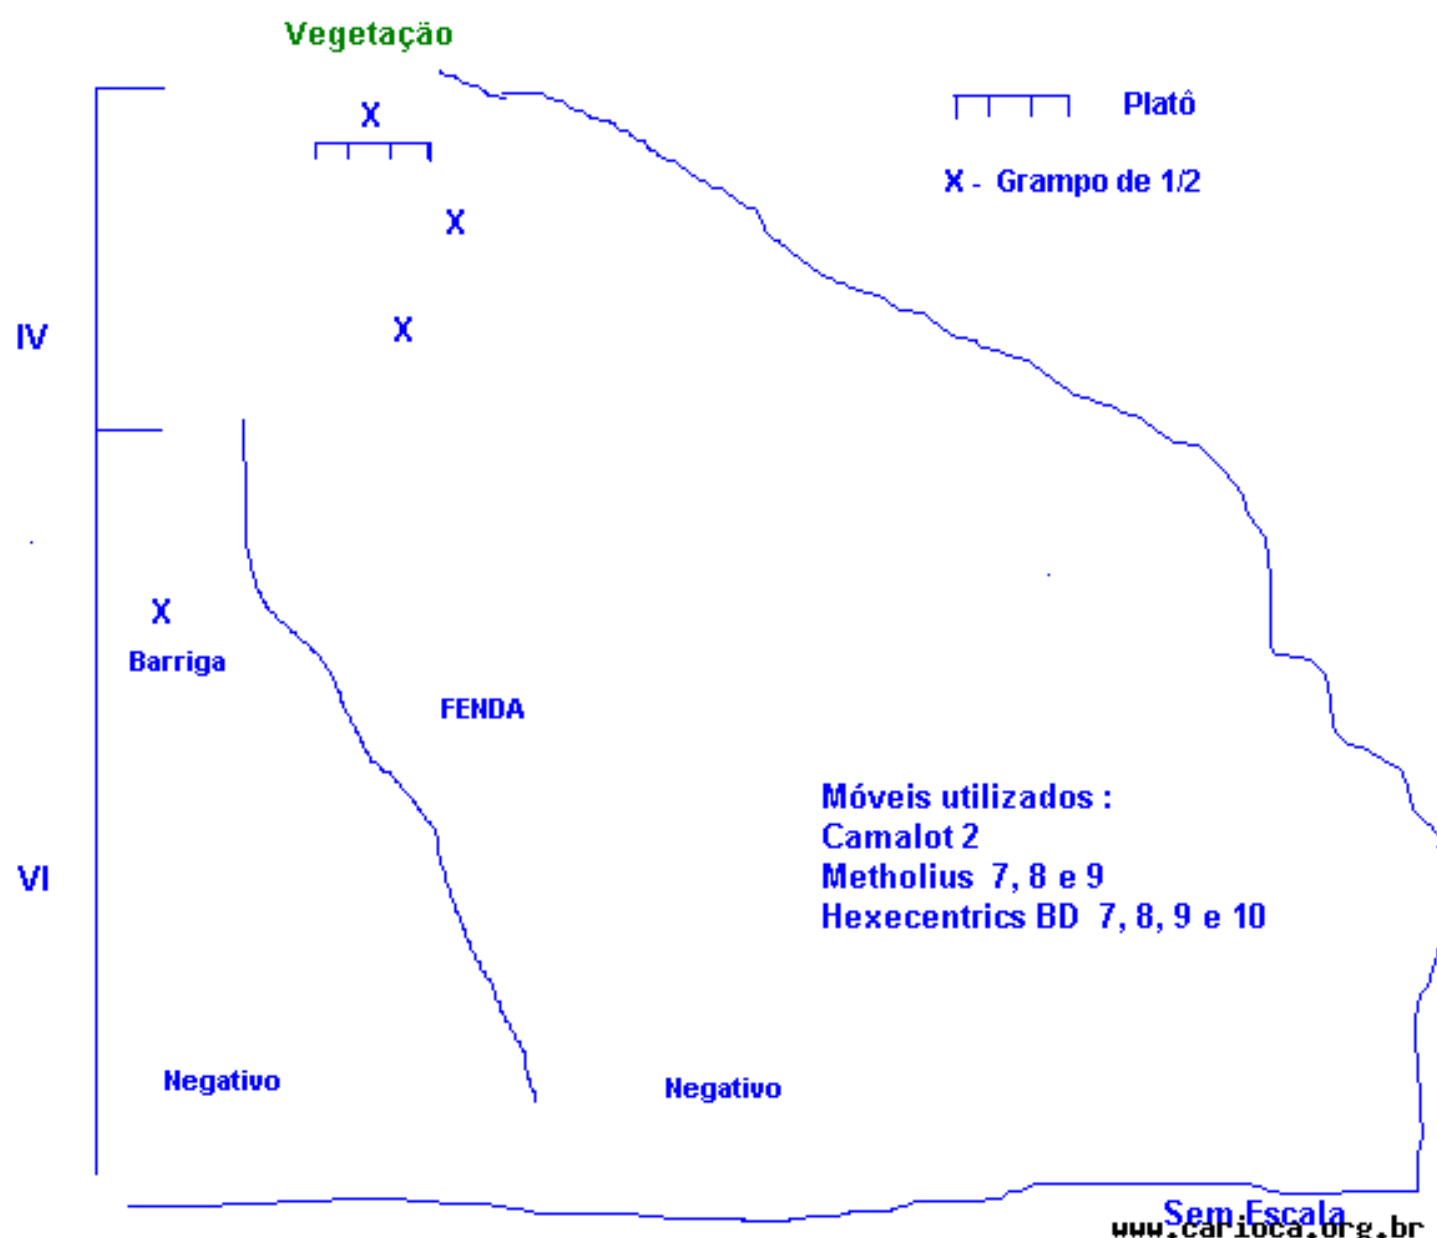 Vegetação
X
Platô
X - Grampo de 1/2
X
X
IV
X
Barriga
FENDA
Móveis utilizados :
Camalot 2
Metholius 7, 8 e 9
Hexecentrics BD 7, 8, 9 e 10
VI
Negativo
Negativo
Sem Escala
www.carioca.org.br